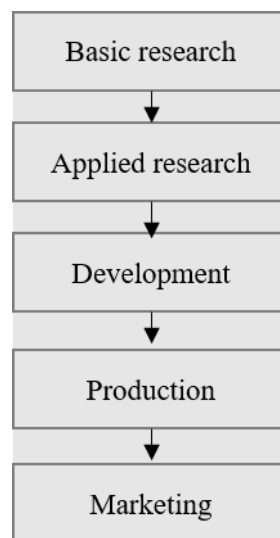 Basic research
Applied research
Development
Production
Marketing